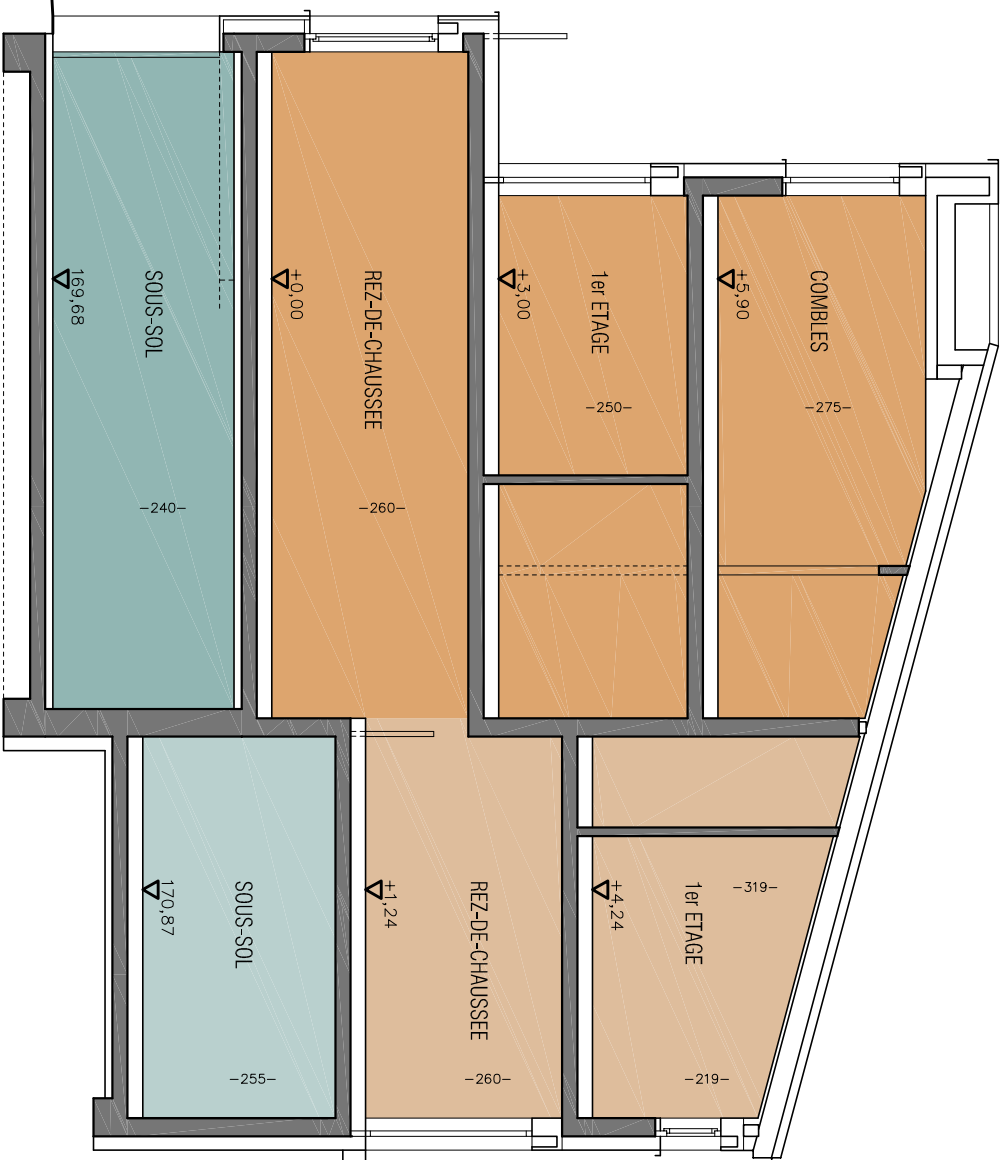 COMBLES
+5,90
-275-
1er ETAGE
+3,00
-250-
REZ-DE-CHAUSSEE
+0,00
-260-
SOUS-SOL
169,68
-240-
1er ETAGE
+4,24
-319-
-219-
REZ-DE-CHAUSSEE
+1,24
-260-
SOUS-SOL
170,87
-255-